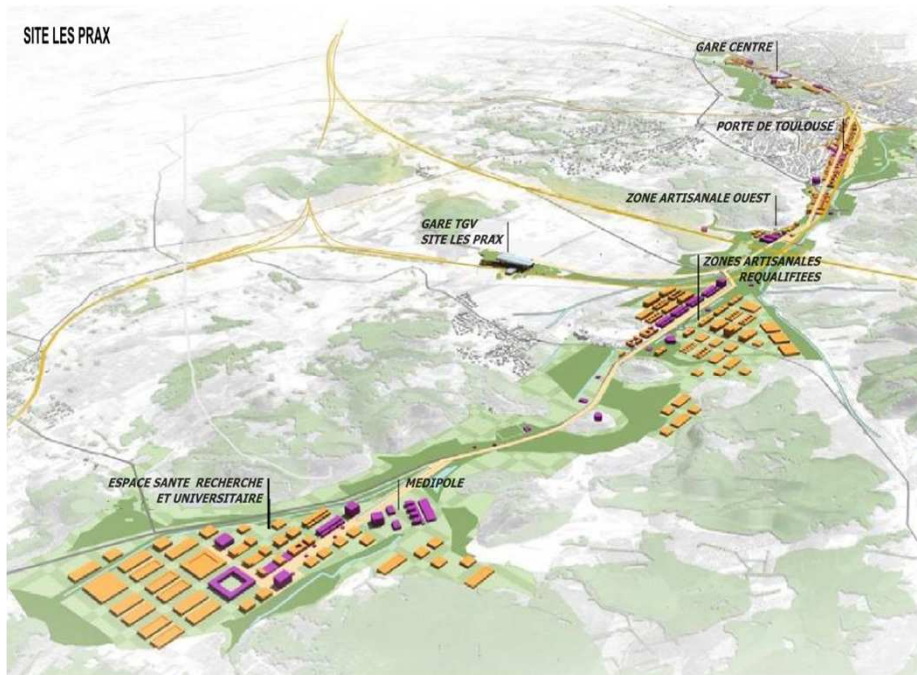 SITE LES PRAX
GARE CENTRE
PORTE DE TOULOUSE
ZONE ARTISANALE OUEST
GARE TGV
SITE LES PRAX
ZONES ARTISANALES
REQUALIFIEES
ESPACE SANTE RECHERCHE
ET UNIVERSITAIRE
MEDIPOLE